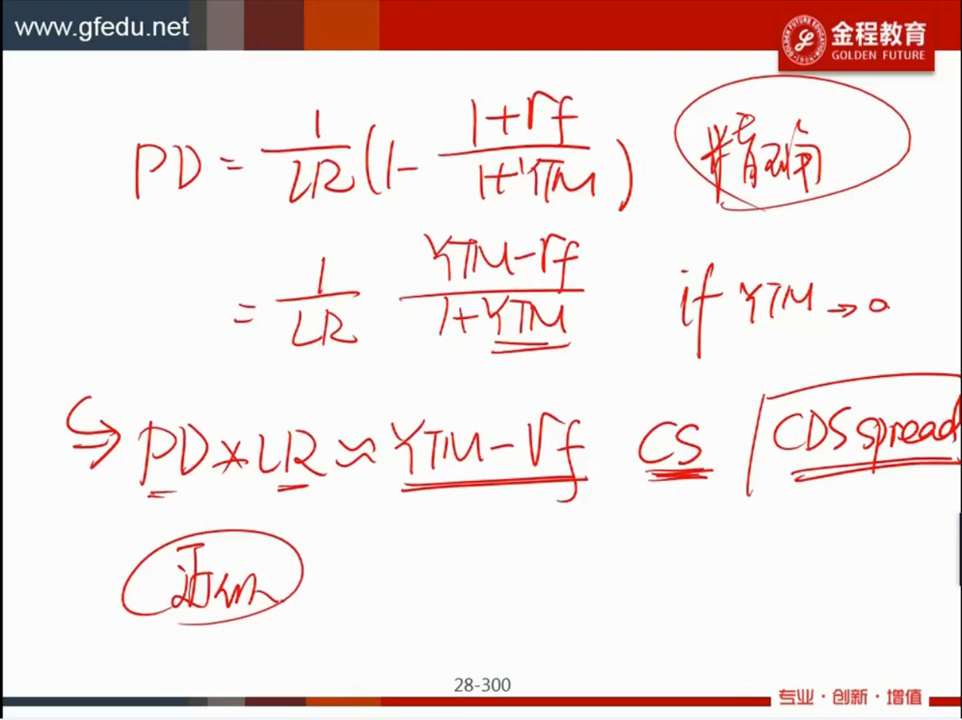 www.gfedu.net
金程教育
GOLDEN FUTURE
PD = 1/LR (1 - (1+rf)/(1+YTM)) 精确
= 1/LR (YTM-rf)/(1+YTM) if YTM → 0
↪ PD × LR ≈ YTM - rf CS / CDS spread
近似
28-300
专业·创新·增值